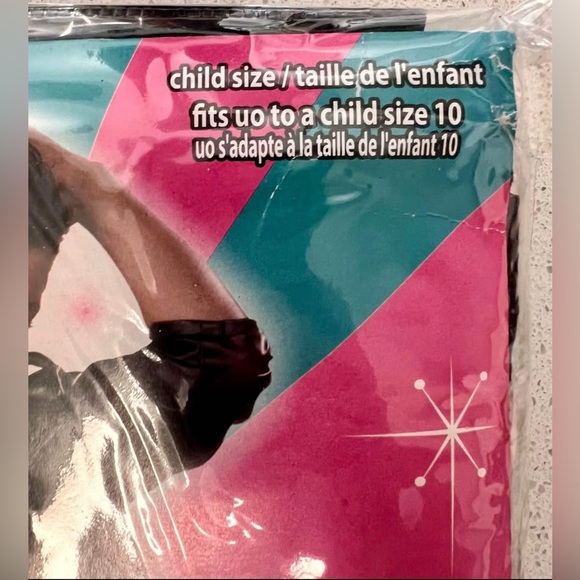 child size / taille de l'enfant
fits uo to a child size 10
uo s'adapte à la taille de l'enfant 10